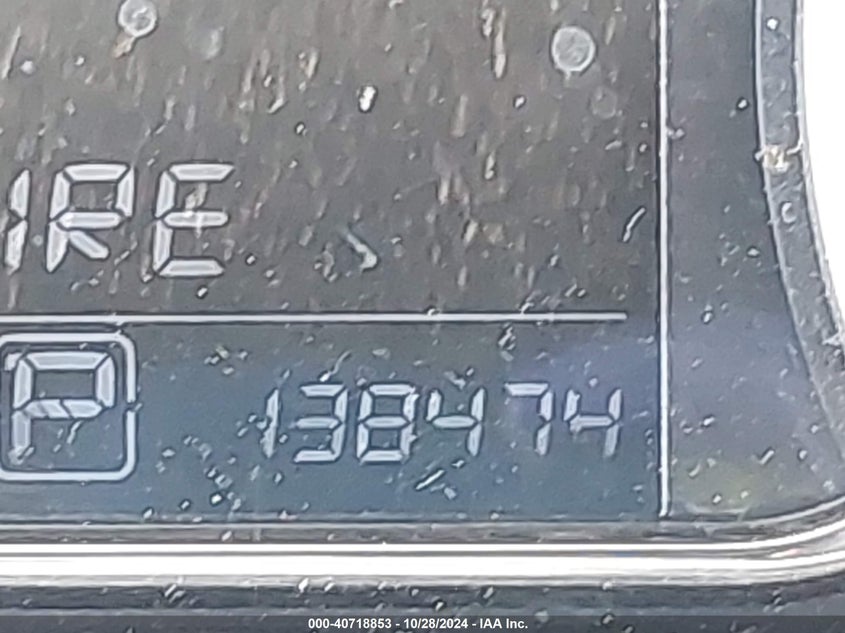 IRE
P 138474
000-40718853 - 10/28/2024 - IAA Inc.